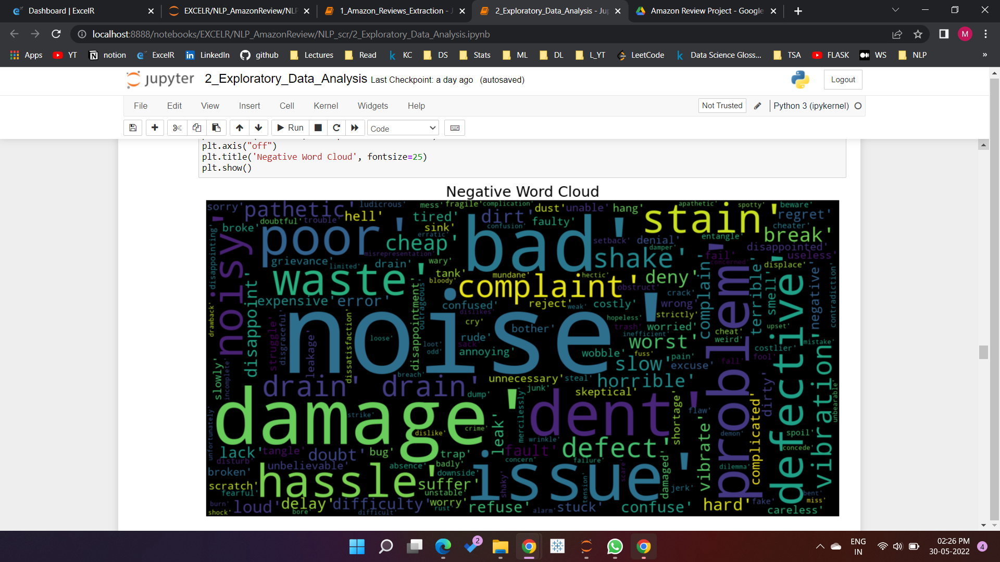 Dashboard | ExcelR
EXCELR/NLP_AmazonReview/NLP
1_Amazon_Reviews_Extraction - J
2_Exploratory_Data_Analysis - Jup
Amazon Review Project - Google
localhost:8888/notebooks/EXCELR/NLP_AmazonReview/NLP_scr/2_Exploratory_Data_Analysis.ipynb
M
Apps YT notion ExcelR LinkedIn github Lectures Read KC DS Stats ML DL L_YT LeetCode Data Science Gloss... TSA FLASK WS NLP »
jupyter 2_Exploratory_Data_Analysis Last Checkpoint: a day ago (autosaved)
Logout
File Edit View Insert Cell Kernel Widgets Help
Not Trusted
Python 3 (ipykernel)
Run
Code
plt.axis("off")
plt.title('Negative Word Cloud', fontsize=25)
plt.show()
Negative Word Cloud
sorry' pathetic' ludicrous' mess' fragile' complication' dust' unable' hang' apathetic' spotty' beware'
doubtful' trouble' hell' tired' dirt' faulty' stain' regret'
broke' poor' sink' confusion' bad' cheater'
noisy' cheap' erratic' setback' denial' entangle' break'
disappointing' misrepresentation' damper' shake' fail' disappointed' useless'
grievance' limited' drain' wary' concerned' displace'
waste' tank' mundane' hectic' deny' complain' terrible' smell' negative' contradiction'
disappoint' bloody' complaint' obstruct' crack'
expensive' error' disappointment' outrageous' confused' reject' weak' costly' wrong'
drawback' struggle' disgraceful' dissatisfaction' dislikes' hopeless' strictly'
noise' cry' bother' trash' worried' cheat' upset'
leakage' loose' loot' rude' inefficient' weird' mistake'
odd' sack' annoying' wobble' worst' fuss' pain' costlier'
slowly' incomplete' slow' excuse' fall' fool'
breach' unnecessary' steal' horrible' problem' defective' vibration'
drain' drain' dump' junk' skeptical' dirty' unbearable'
unfortunately' damage' strike' mercilessly' dent' shortage' flaw' complicated'
dislike' crime' leak' wrinkle' vibrate' demon' spoil'
lack' tangle' doubt' bug' trap' fault' defect' concede'
disturb' unbelievable' absence' badly' concern' failure' damaged' dilemma'
broken' hassle' downside' issue' scare'
scratch' suffer' shaky' tension' jerk'
fearful' unstable' bent'
burn' loud' delay' difficulty' worry' refuse' alarm' stuck' confuse' hard' fake' miss'
shock' bore' difficult' rust' careless'
2
ENG
IN
02:26 PM
30-05-2022
4